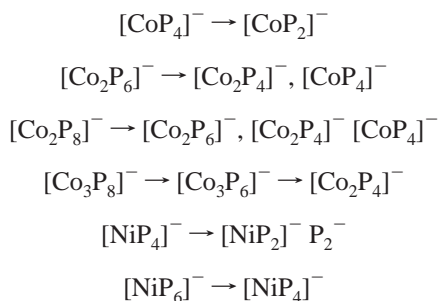 [CoP₄]⁻ → [CoP₂]⁻
[Co₂P₆]⁻ → [Co₂P₄]⁻, [CoP₄]⁻
[Co₂P₈]⁻ → [Co₂P₆]⁻, [Co₂P₄]⁻ [CoP₄]⁻
[Co₃P₈]⁻ → [Co₃P₆]⁻ → [Co₂P₄]⁻
[NiP₄]⁻ → [NiP₂]⁻ P₂⁻
[NiP₆]⁻ → [NiP₄]⁻